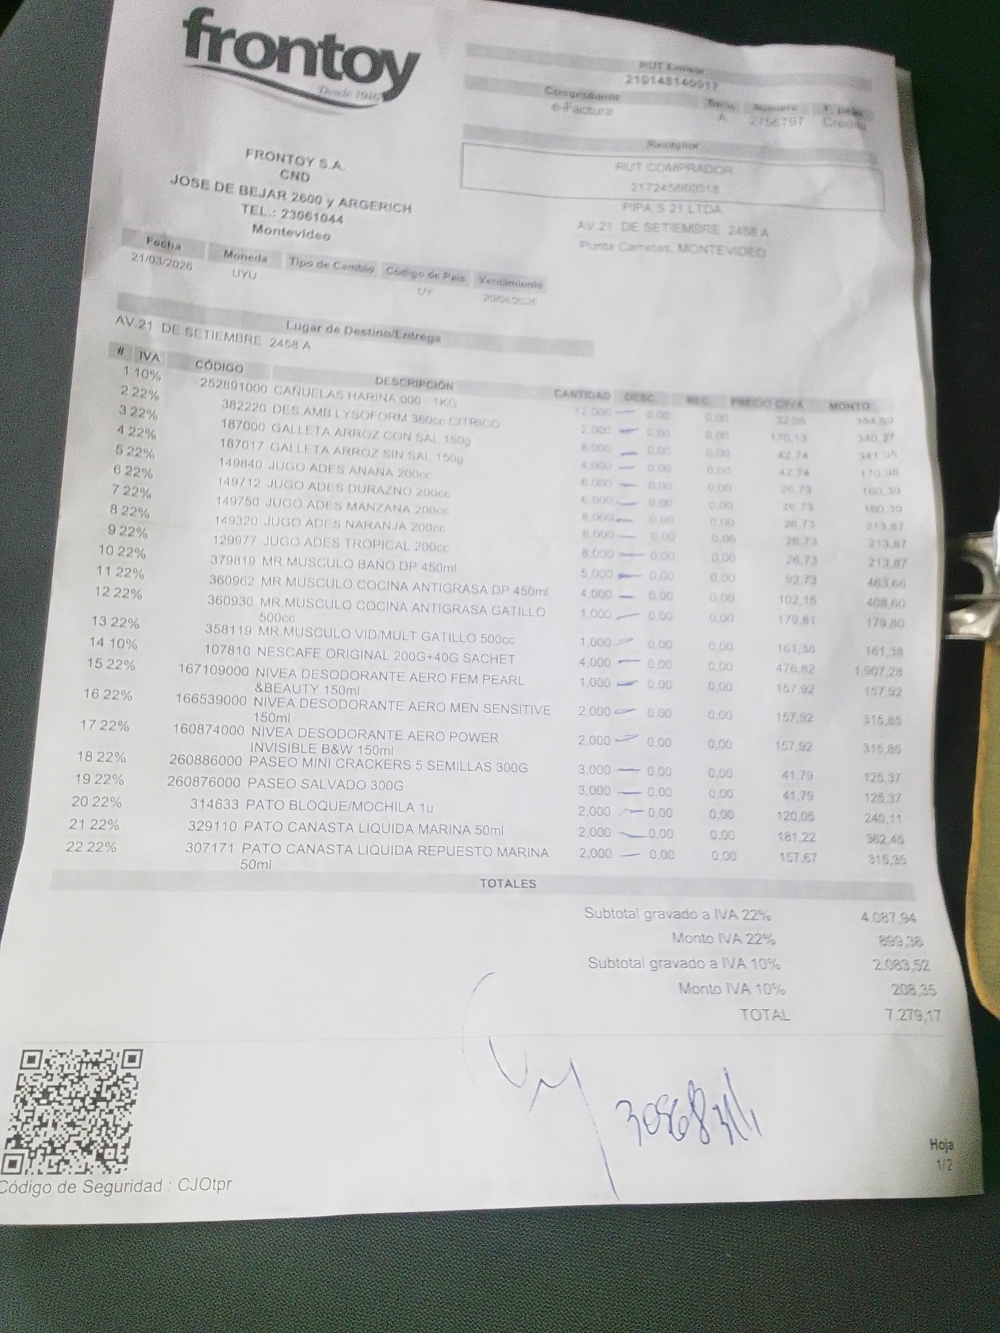 frontoy
Desde 1916
FRONTOY S.A.
CND
JOSE DE BEJAR 2600 y ARGERICH
TEL.: 23061044
Montevideo
RUT Emisor
210148140017
Comprobante Serie Número F. pago
e-Factura A Crédito
Receptor
RUT COMPRADOR
PIPA'S 21 LTDA.
AV.21 DE SETIEMBRE 2458 A
Punta Carretas, MONTEVIDEO
Fecha Moneda Tipo de Cambio Código de País Vencimiento
21/03/2026 UYU UY
Lugar de Destino/Entrega
AV.21 DE SETIEMBRE 2458 A
# IVA CÓDIGO DESCRIPCIÓN CANTIDAD DESC. REC. PRECIO C/IVA MONTO
1 10% 252891000 CAÑUELAS HARINA 000 - 1KG 12,000 0,00 0,00
2 22% 382220 DES.AMB.LYSOFORM 360cc CITRICO 2,000 0,00 0,00 170,13
3 22% 187000 GALLETA ARROZ CON SAL 150g 8,000 0,00 0,00 42,74 341,95
4 22% 187017 GALLETA ARROZ SIN SAL 150g 4,000 0,00 0,00 42,74 170,98
5 22% 149840 JUGO ADES ANANA 200cc 6,000 0,00 0,00 26,73 160,39
6 22% 149712 JUGO ADES DURAZNO 200cc 6,000 0,00 0,00 26,73 160,39
7 22% 149750 JUGO ADES MANZANA 200cc 8,000 0,00 0,00 26,73 213,87
8 22% 149320 JUGO ADES NARANJA 200cc 8,000 0,00 0,00 26,73 213,87
9 22% 129977 JUGO ADES TROPICAL 200cc 8,000 0,00 0,00 26,73 213,87
10 22% 379819 MR MUSCULO BAÑO DP 450ml 5,000 0,00 0,00 92,73 463,66
11 22% 360962 MR.MUSCULO COCINA ANTIGRASA DP 450ml 4,000 0,00 0,00 102,15 408,60
12 22% 360930 MR.MUSCULO COCINA ANTIGRASA GATILLO 1,000 0,00 0,00 179,81 179,80
500cc
13 22% 358119 MR.MUSCULO VID/MULT GATILLO 500cc 1,000 0,00 0,00 161,38 161,38
14 10% 107810 NESCAFE ORIGINAL 200G+40G SACHET 4,000 0,00 0,00 476,82 1.907,28
15 22% 167109000 NIVEA DESODORANTE AERO FEM PEARL 1,000 0,00 0,00 157,92 157,92
&BEAUTY 150ml
16 22% 166539000 NIVEA DESODORANTE AERO MEN SENSITIVE 2,000 0,00 0,00 157,92 315,85
150ml
17 22% 160874000 NIVEA DESODORANTE AERO POWER 2,000 0,00 0,00 157,92 315,85
INVISIBLE B&W 150ml
18 22% 260886000 PASEO MINI CRACKERS 5 SEMILLAS 300G 3,000 0,00 0,00 41,79 125,37
19 22% 260876000 PASEO SALVADO 300G 3,000 0,00 0,00 41,79 125,37
20 22% 314633 PATO BLOQUE/MOCHILA 1u 2,000 0,00 0,00 120,05 240,11
21 22% 329110 PATO CANASTA LIQUIDA MARINA 50ml 2,000 0,00 0,00 181,22 362,45
22 22% 307171 PATO CANASTA LIQUIDA REPUESTO MARINA 2,000 0,00 0,00 157,67 315,35
50ml
TOTALES
Subtotal gravado a IVA 22% 4.087,94
Monto IVA 22% 899,38
Subtotal gravado a IVA 10% 2.083,52
Monto IVA 10% 208,35
TOTAL 7.279,17
Hoja
1/2
Código de Seguridad : CJOtpr